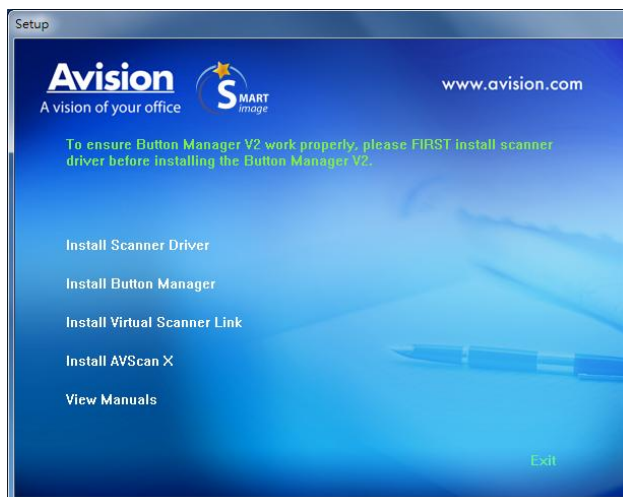 Setup
Avision
A vision of your office
SMART
image
www.avision.com
To ensure Button Manager V2 work properly, please FIRST install scanner
driver before installing the Button Manager V2.
Install Scanner Driver
Install Button Manager
Install Virtual Scanner Link
Install AVScan X
View Manuals
Exit